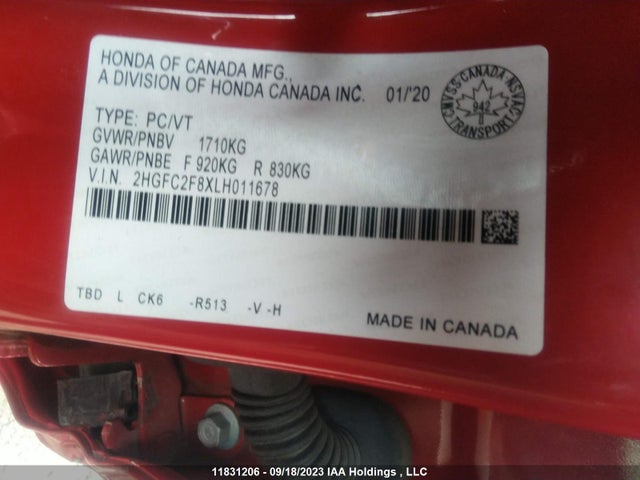 HONDA OF CANADA MFG.,
A DIVISION OF HONDA CANADA INC. 01/'20
CMVSS·CANADA·NSVAC
942
TRANSPORT
TYPE: PC/VT
GVWR/PNBV 1710KG
GAWR/PNBE F 920KG R 830KG
V.I.N. 2HGFC2F8XLH011678
TBD L CK6 -R513 -V -H
MADE IN CANADA
11831206 - 09/18/2023 IAA Holdings , LLC